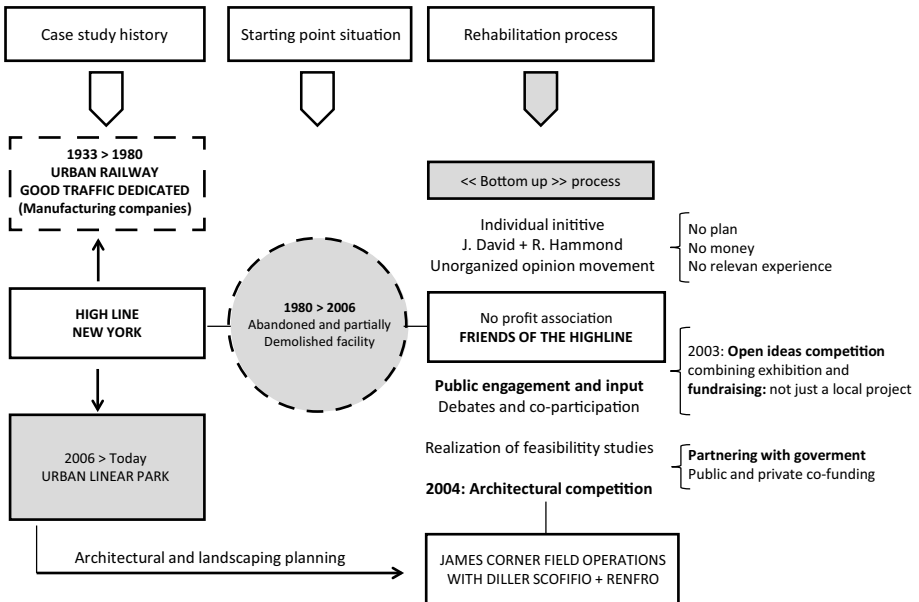 Case study history
Starting point situation
Rehabilitation process
1933 > 1980
URBAN RAILWAY
GOOD TRAFFIC DEDICATED
(Manufacturing companies)
<< Bottom up >> process
Individual inititive
J. David + R. Hammond
Unorganized opinion movement
No plan
No money
No relevan experience
HIGH LINE
NEW YORK
1980 > 2006
Abandoned and partially
Demolished facility
No profit association
FRIENDS OF THE HIGHLINE
2003: Open ideas competition
combining exhibition and
fundraising: not just a local project
Public engagement and input
Debates and co-participation
2006 > Today
URBAN LINEAR PARK
Realization of feasibilitity studies
Partnering with goverment
Public and private co-funding
2004: Architectural competition
Architectural and landscaping planning
JAMES CORNER FIELD OPERATIONS
WITH DILLER SCOFIFIO + RENFRO